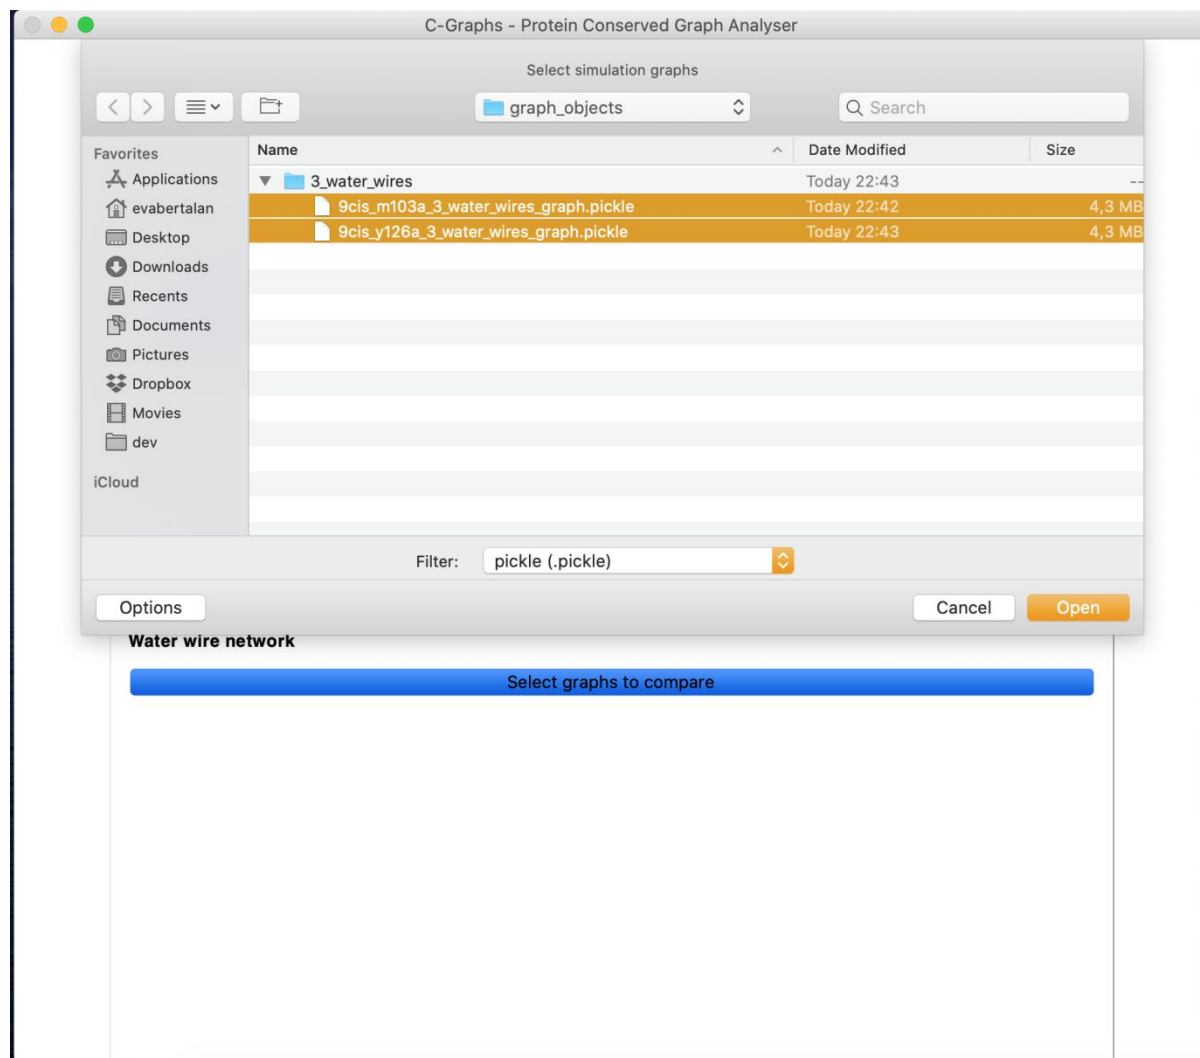 C-Graphs - Protein Conserved Graph Analyser
Select simulation graphs
graph_objects
Search
Favorites
Name Date Modified Size
Applications
3_water_wires Today 22:43 --
evabertalan
9cis_m103a_3_water_wires_graph.pickle Today 22:42 4,3 MB
Desktop
9cis_y126a_3_water_wires_graph.pickle Today 22:43 4,3 MB
Downloads
Recents
Documents
Pictures
Dropbox
Movies
dev
iCloud
Filter: pickle (.pickle)
Options Cancel Open
Water wire network
Select graphs to compare